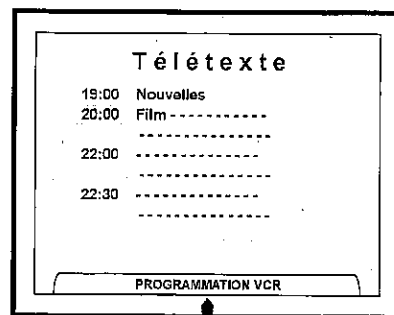 Télétexte
19:00 Nouvelles
20:00 Film - - - - - - - - - - - -
- - - - - - - - - - - - - - - -
22:00 - - - - - - - - - - - - - - -
- - - - - - - - - - - - - - - -
22:30 - - - - - - - - - - - - - - -
- - - - - - - - - - - - - - - -
PROGRAMMATION VCR